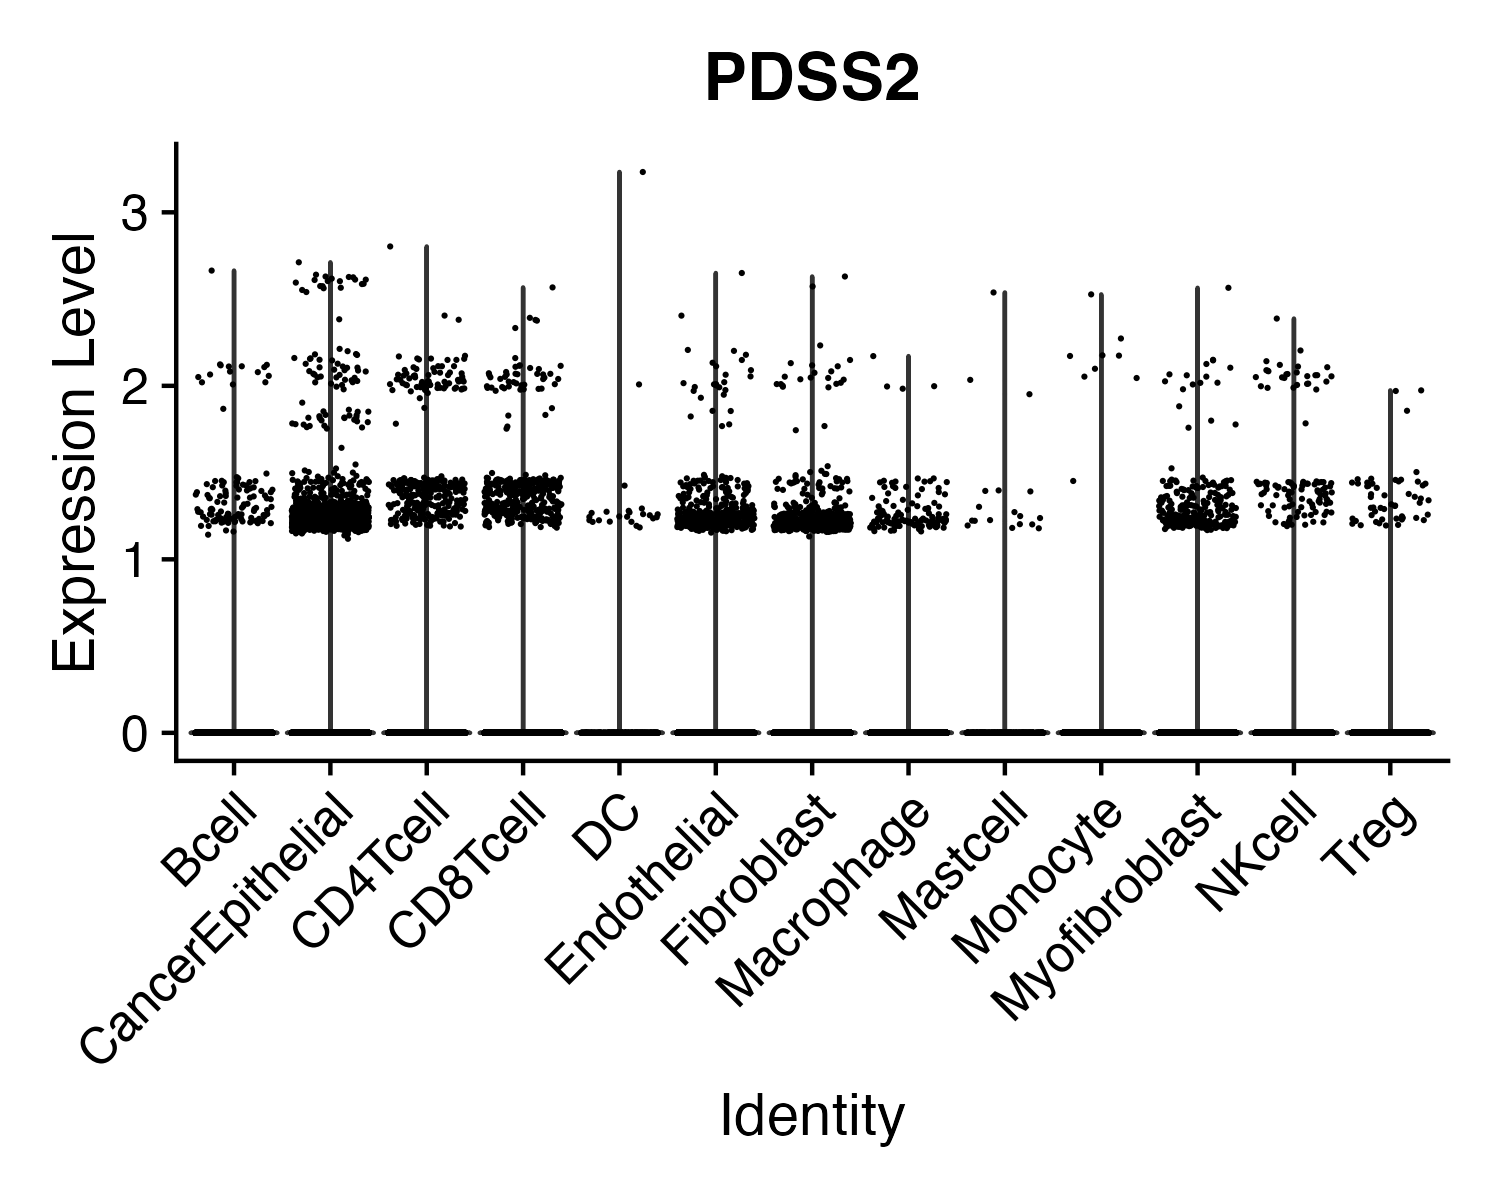 PDSS2
Expression Level
3
2
1
0
Bcell
CancerEpithelial
CD4Tcell
CD8Tcell
DC
Endothelial
Fibroblast
Macrophage
Mastcell
Monocyte
Myofibroblast
NKcell
Treg
Identity